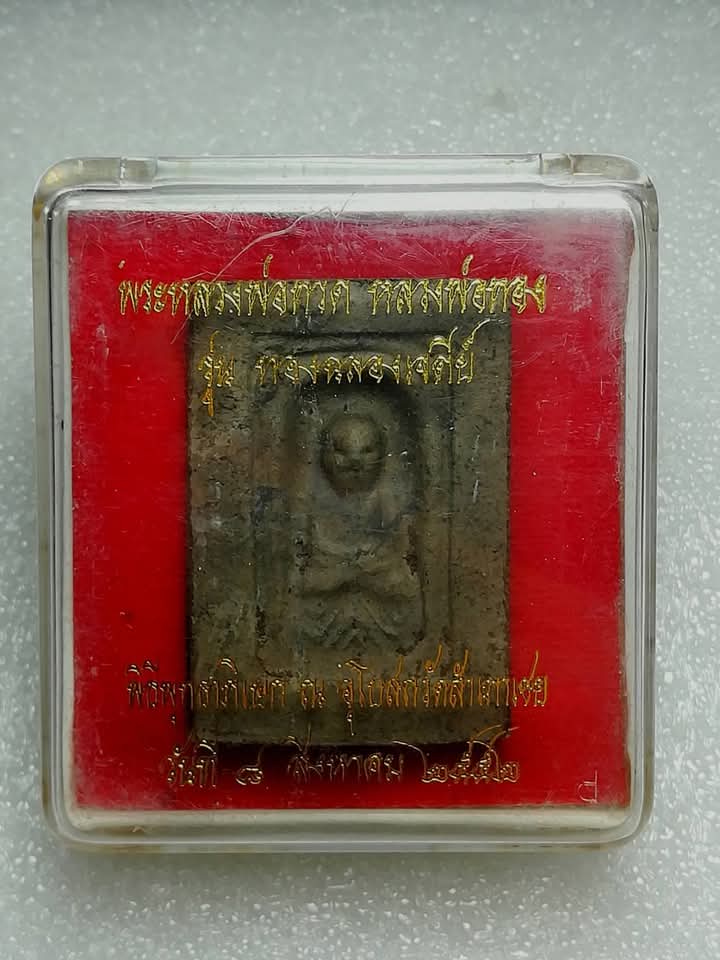 พระหลวงพ่อทวด หลวงพ่อทอง
รุ่น ทองฉลองเจดีย์
พิธีพุทธาภิเษก ณ อุโบสถวัดสำเภาเชย
วันที่ ๘ สิงหาคม ๒๕๕๒